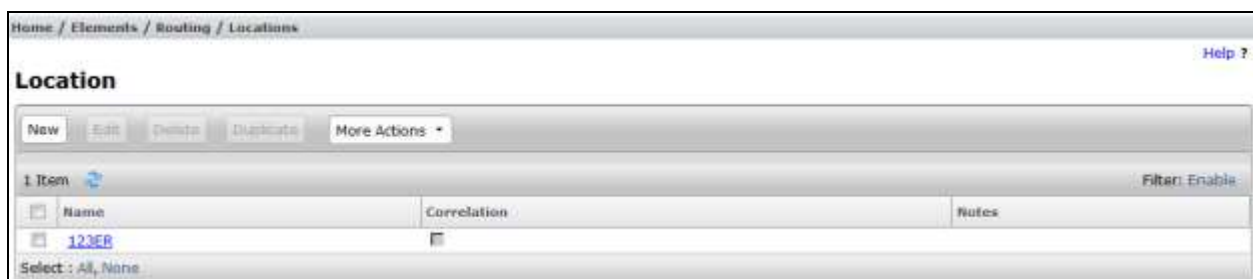 Home / Elements / Routing / Locations
Help ?
Location
New Edit Delete Duplicate More Actions
1 Item Filter: Enable
Name Correlation Notes
123ER
Select : All, None